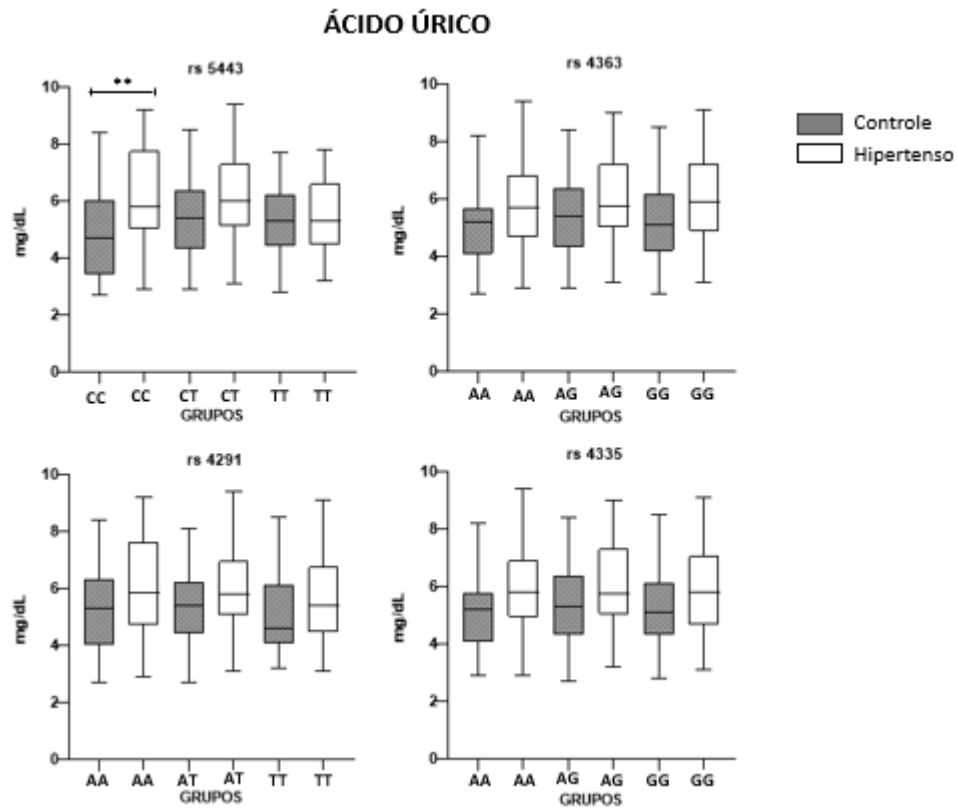 ÁCIDO ÚRICO
rs 5443
**
10
8
6
4
2
0
mg/dL
CC CC CT CT TT TT
GRUPOS
rs 4363
10
8
6
4
2
0
mg/dL
AA AA AG AG GG GG
GRUPOS
Controle
Hipertenso
rs 4291
10
8
6
4
2
0
mg/dL
AA AA AT AT TT TT
GRUPOS
rs 4335
10
8
6
4
2
0
mg/dL
AA AA AG AG GG GG
GRUPOS